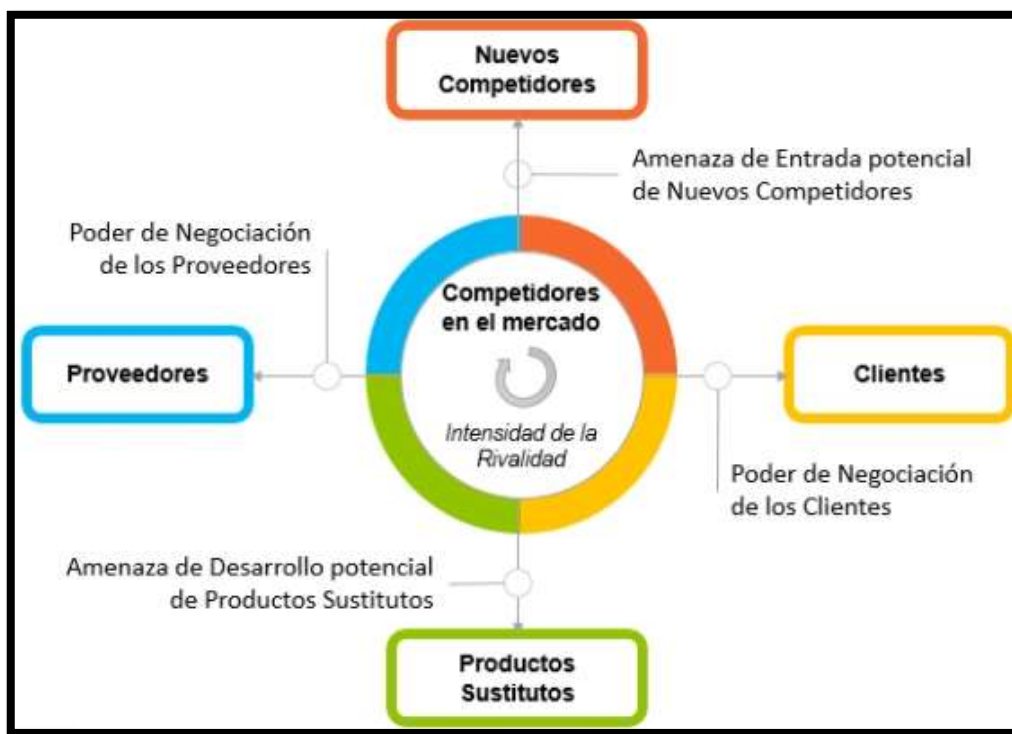 Nuevos
Competidores
Amenaza de Entrada potencial
de Nuevos Competidores
Poder de Negociación
de los Proveedores
Competidores
en el mercado
Proveedores
Clientes
Intensidad de la
Rivalidad
Poder de Negociación
de los Clientes
Amenaza de Desarrollo potencial
de Productos Sustitutos
Productos
Sustitutos